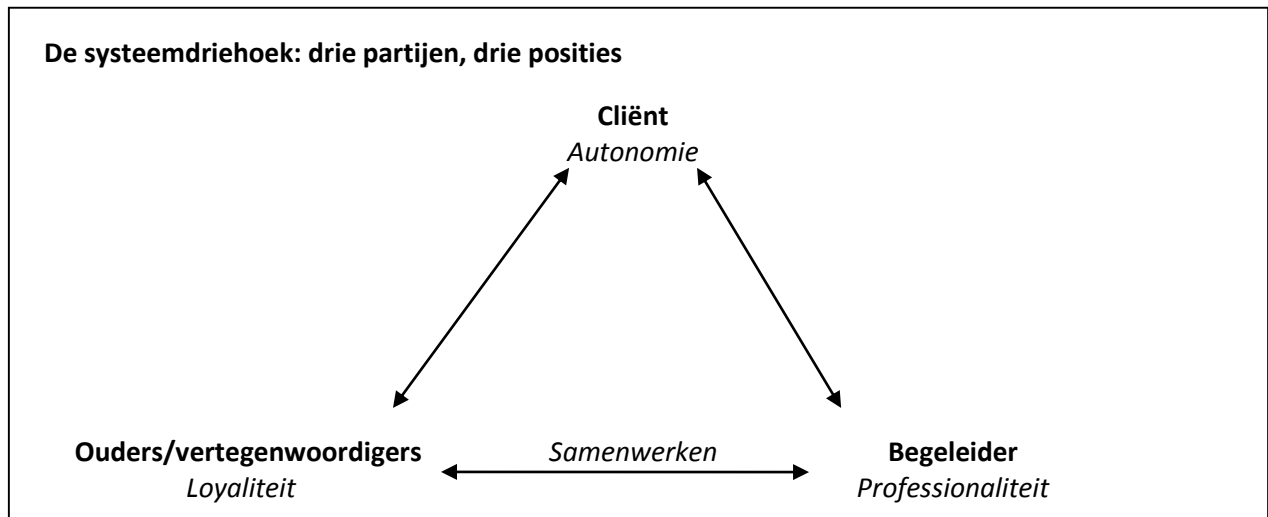 De systeemdriehoek: drie partijen, drie posities
Cliënt
Autonomie
Ouders/vertegenwoordigers
Samenwerken
Begeleider
Loyaliteit
Professionaliteit